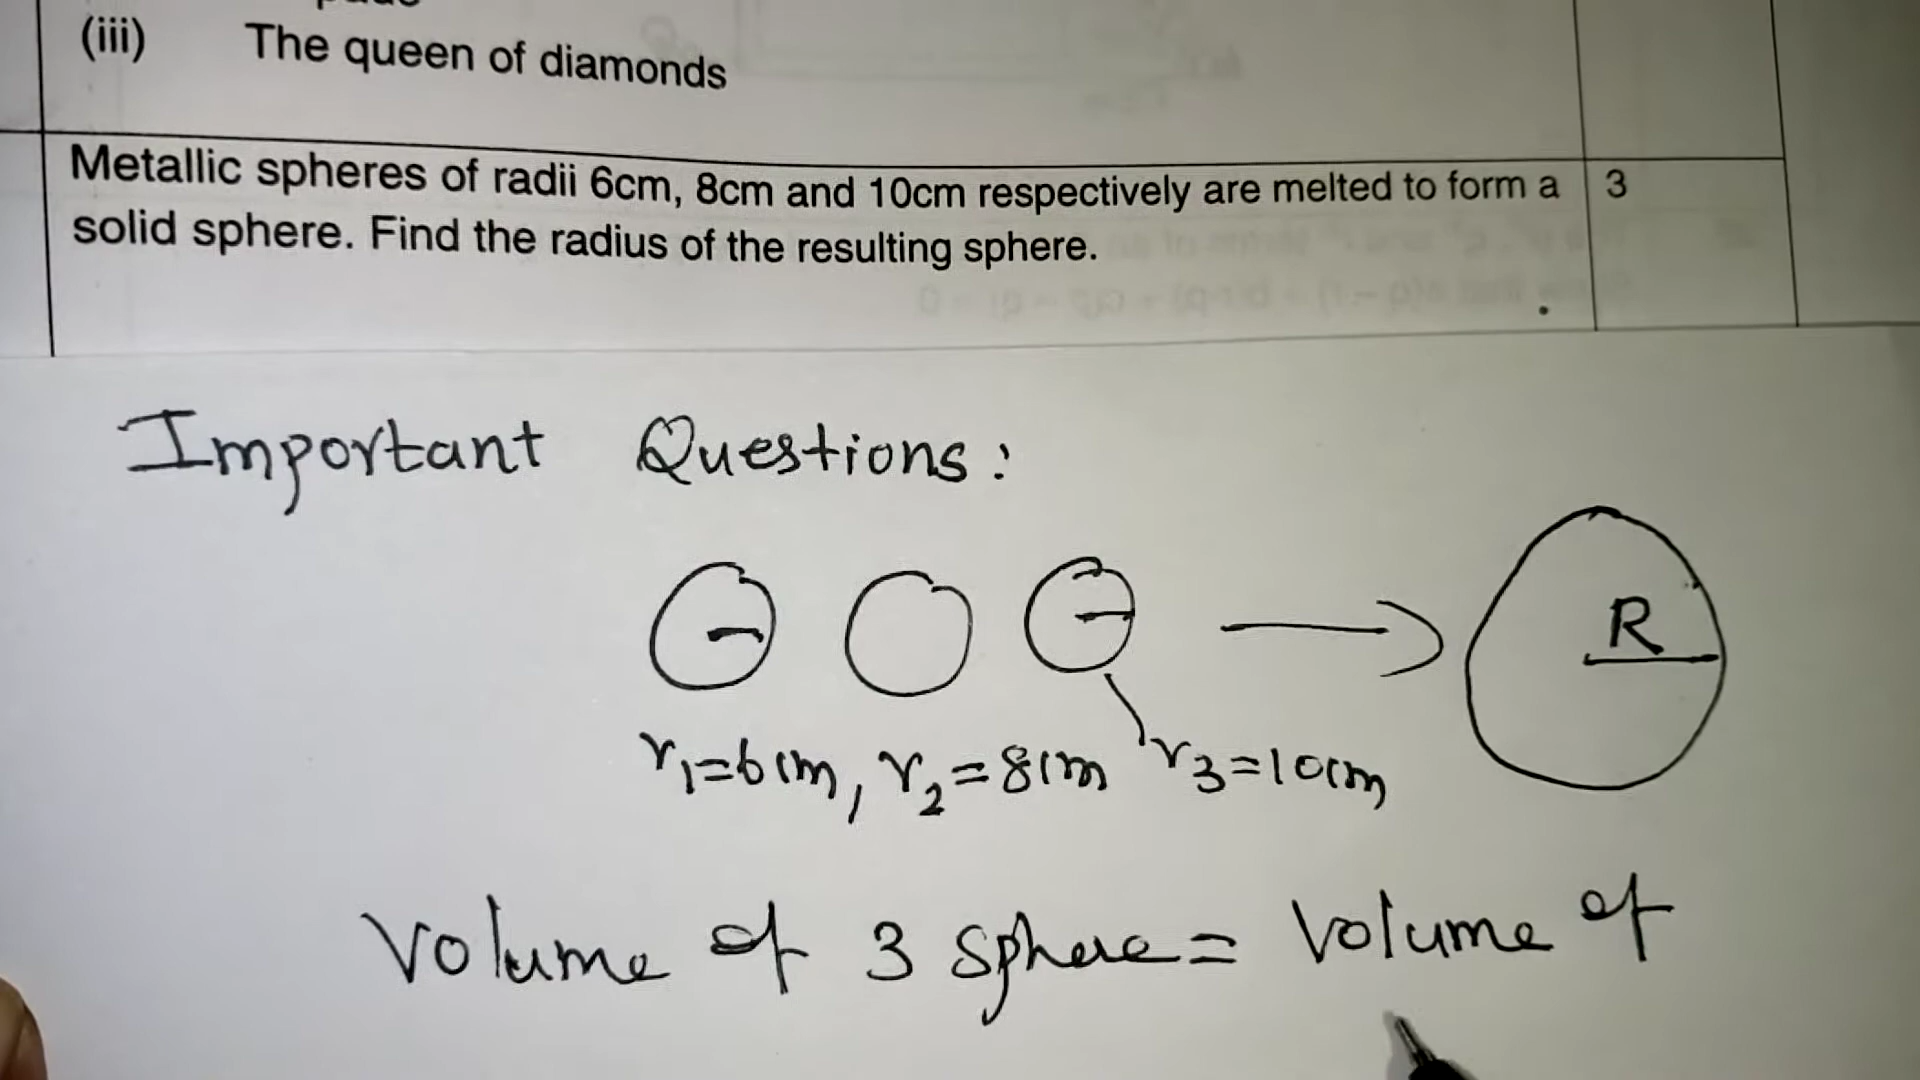 (iii) The queen of diamonds
Metallic spheres of radii 6cm, 8cm and 10cm respectively are melted to form a 3
solid sphere. Find the radius of the resulting sphere.
Important Questions:
R
r₁=6cm, r₂=8cm r₃=10cm
Volume of 3 sphere = Volume of